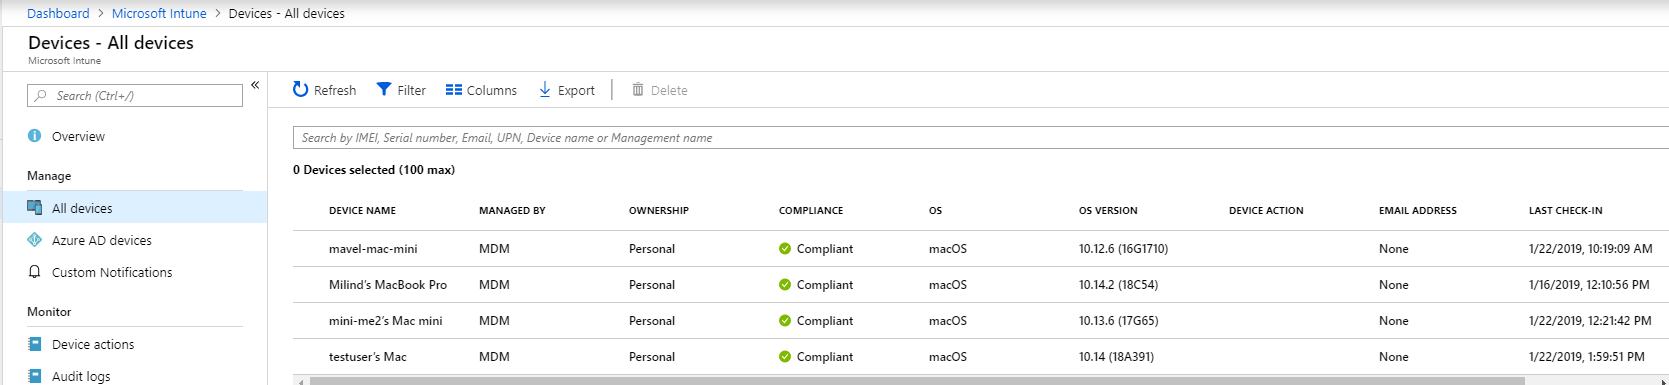 Dashboard > Microsoft Intune > Devices - All devices
Devices - All devices
Microsoft Intune
Search (Ctrl+/)
«
Overview
Manage
All devices
Azure AD devices
Custom Notifications
Monitor
Device actions
Audit logs
Refresh Filter Columns Export Delete
Search by IMEI, Serial number, Email, UPN, Device name or Management name
0 Devices selected (100 max)
DEVICE NAME MANAGED BY OWNERSHIP COMPLIANCE OS OS VERSION DEVICE ACTION EMAIL ADDRESS LAST CHECK-IN
mavel-mac-mini MDM Personal Compliant macOS 10.12.6 (16G1710) None 1/22/2019, 10:19:09 AM
Milind's MacBook Pro MDM Personal Compliant macOS 10.14.2 (18C54) None 1/16/2019, 12:10:56 PM
mini-me2's Mac mini MDM Personal Compliant macOS 10.13.6 (17G65) None 1/22/2019, 12:21:42 PM
testuser's Mac MDM Personal Compliant macOS 10.14 (18A391) None 1/22/2019, 1:59:51 PM